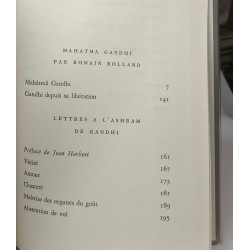 MAHATMA GANDHI
PAR ROMAIN ROLLAND
Mahâtmâ Gandhi 7
Gandhi depuis sa libération 141
LETTRES A L'ASHRAM
DE GANDHI
Préface de Jean Herbert 161
Vérité 167
Amour 173
Chasteté 181
Maîtrise des organes du goût 189
Abstention de vol 195